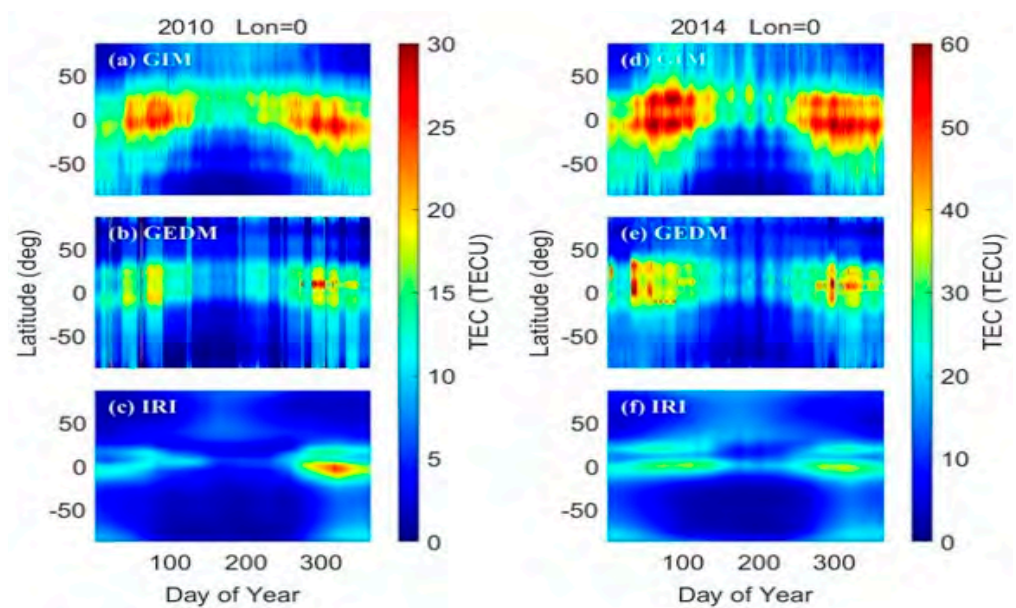 2010 Lon=0
(a) GIM
50
0
-50
(b) GEDM
50
0
-50
(c) IRI
50
0
-50
100 200 300
Day of Year
Latitude (deg)
30
25
20
15
10
5
0
TEC (TECU)
2014 Lon=0
(d) GIM
50
0
-50
(e) GEDM
50
0
-50
(f) IRI
50
0
-50
100 200 300
Day of Year
Latitude (deg)
60
50
40
30
20
10
0
TEC (TECU)